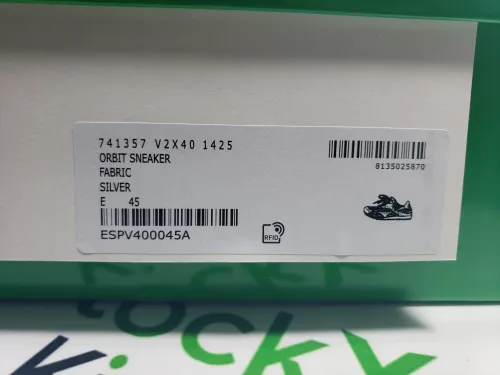 741357 V2X40 1425
ORBIT SNEAKER
FABRIC
SILVER
E 45
ESPV400045A
8135025870
RFID